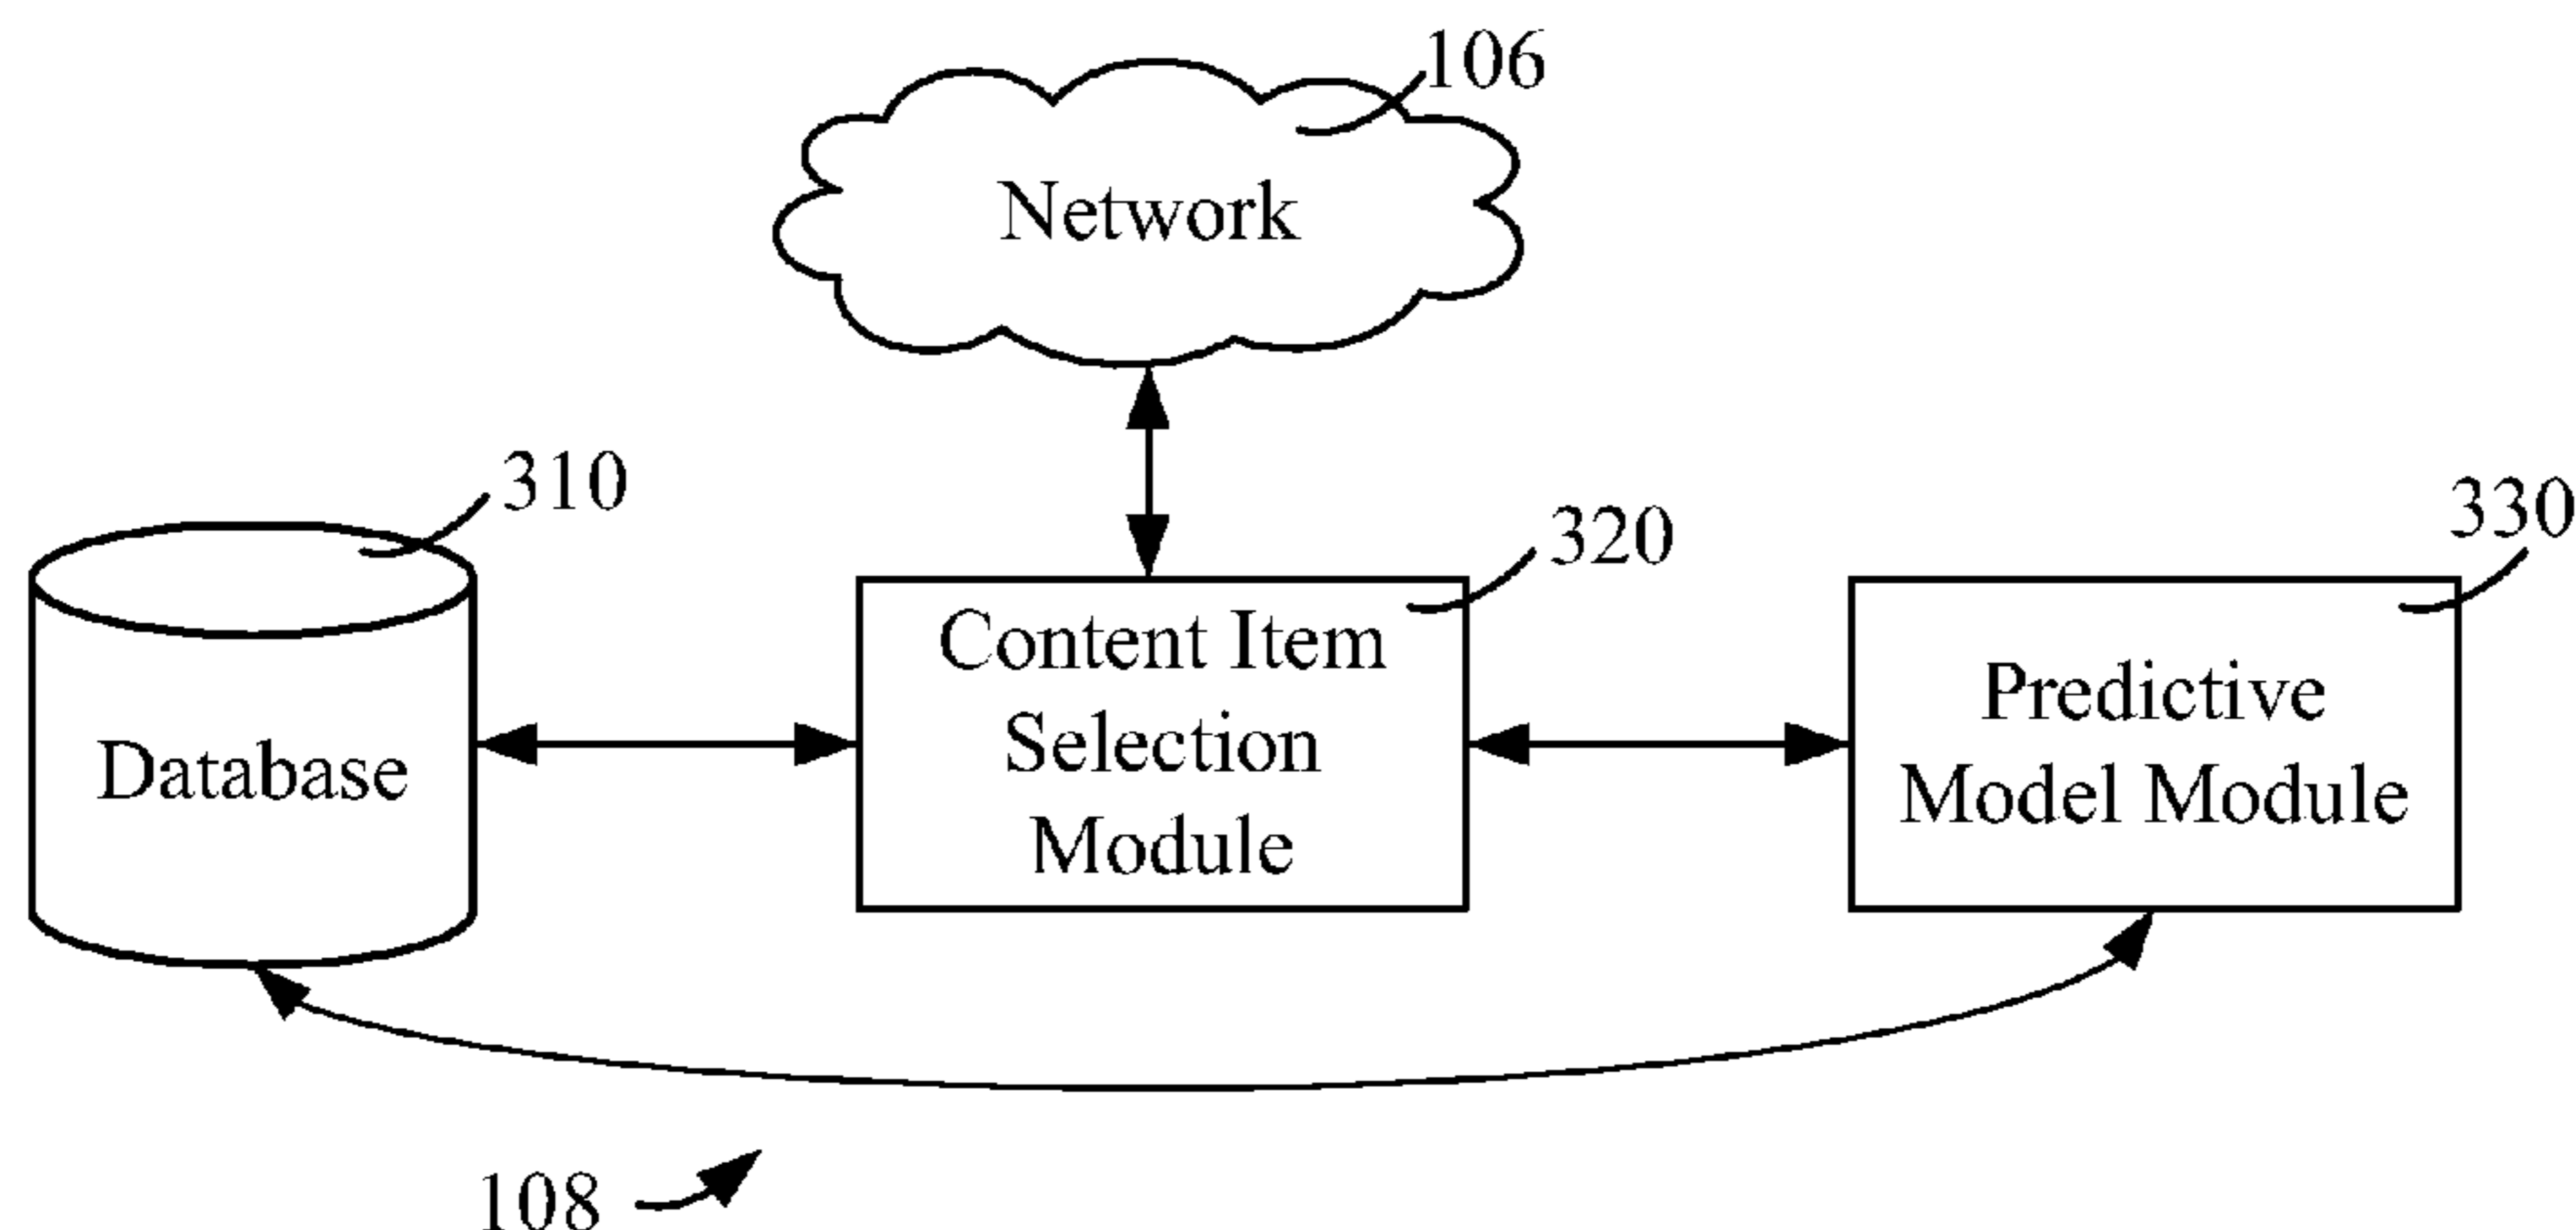 106
Network
310
320
330
Content Item
Selection
Module
Predictive
Model Module
Database
108